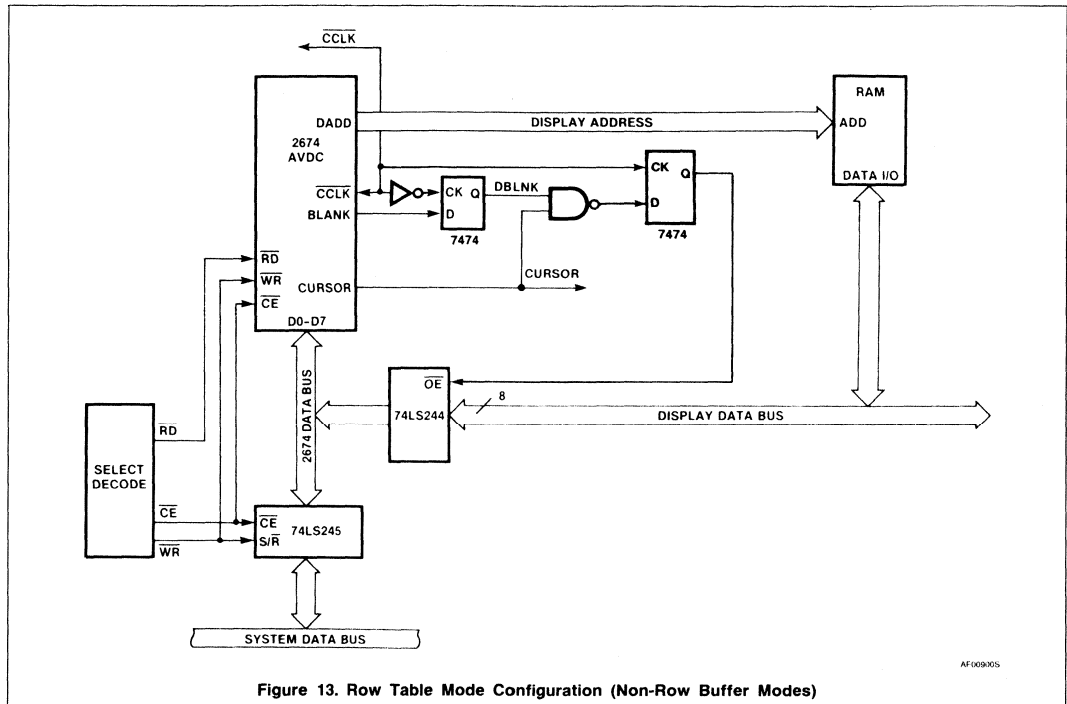 CCLK
RAM
ADD
DATA I/O
DADD
DISPLAY ADDRESS
2674
AVDC
CCLK
BLANK
CK Q
D
7474
DBLNK
CK Q
D
7474
RD
WR
CE
CURSOR
CURSOR
D0-D7
OE
74LS244
8
DISPLAY DATA BUS
2674 DATA BUS
SELECT
DECODE
RD
CE
WR
CE
S/R
74LS245
SYSTEM DATA BUS
AF00900S
Figure 13. Row Table Mode Configuration (Non-Row Buffer Modes)